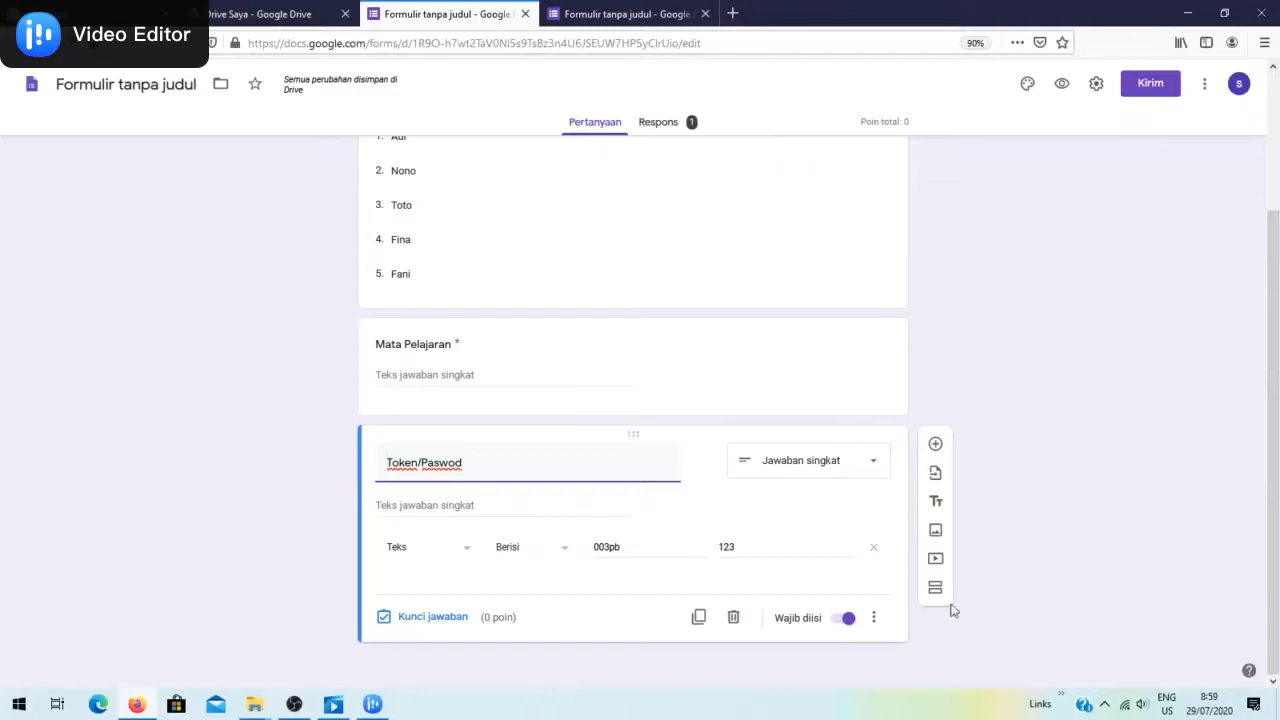 Drive Saya - Google Drive
Formulir tanpa judul - Google
Formulir tanpa judul - Google
Video Editor
https://docs.google.com/forms/d/1R9O-h7wt2TaV0NI5s9TsBz3n4U6JSEUW7HP5yClrUio/edit
90%
Formulir tanpa judul
Semua perubahan disimpan di
Drive
Kirim
S
Pertanyaan
Respons 1
Poin total: 0
1. Adi
2. Nono
3. Toto
4. Fina
5. Fani
Mata Pelajaran *
Teks jawaban singkat
Token/Paswod
Jawaban singkat
Teks jawaban singkat
Teks Berisi 003pb 123
Kunci jawaban (0 poin)
Wajib diisi
Links
ENG
US
8:59
29/07/2020